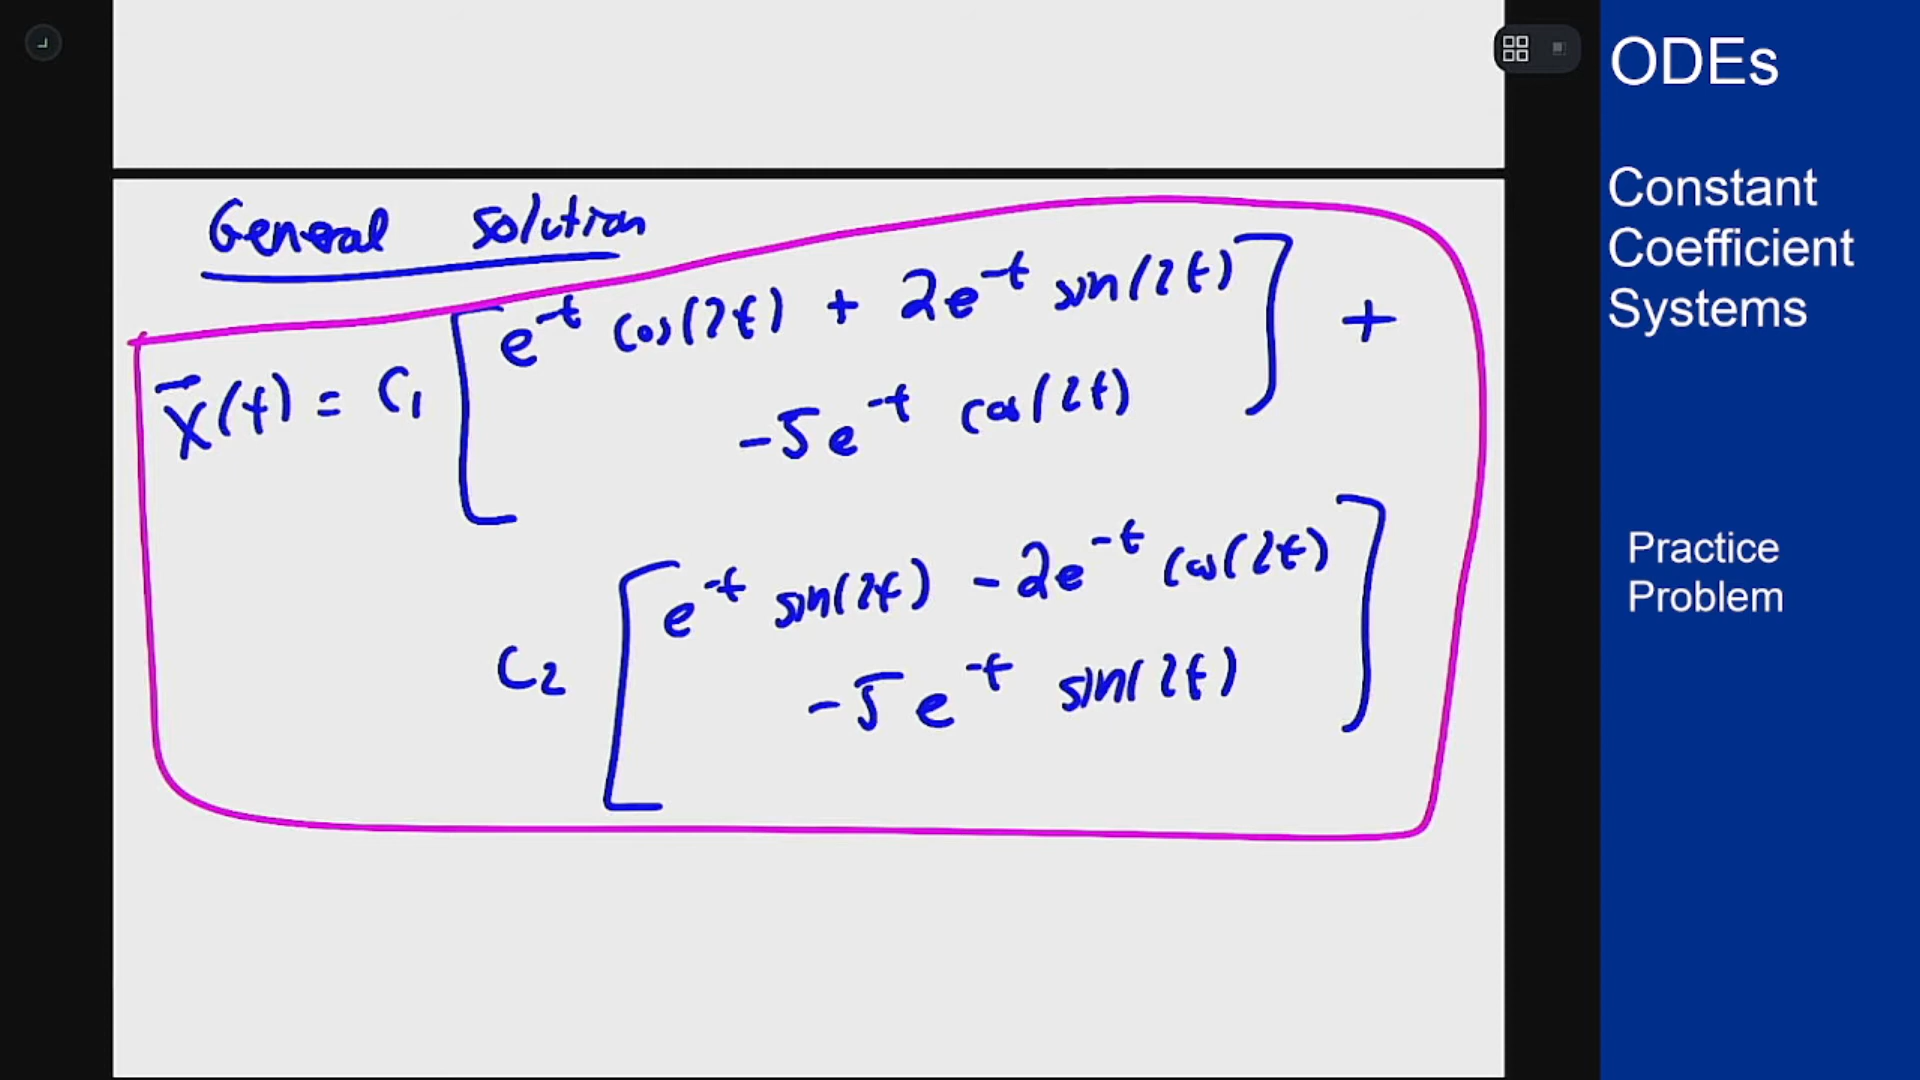 General solution
x(t) = C₁ [ e^-t cos(2t) + 2e^-t sin(2t) ] +
-5e^-t cos(2t)
C₂ [ e^-t sin(2t) - 2e^-t cos(2t) ]
-5e^-t sin(2t)
ODEs
Constant
Coefficient
Systems
Practice
Problem